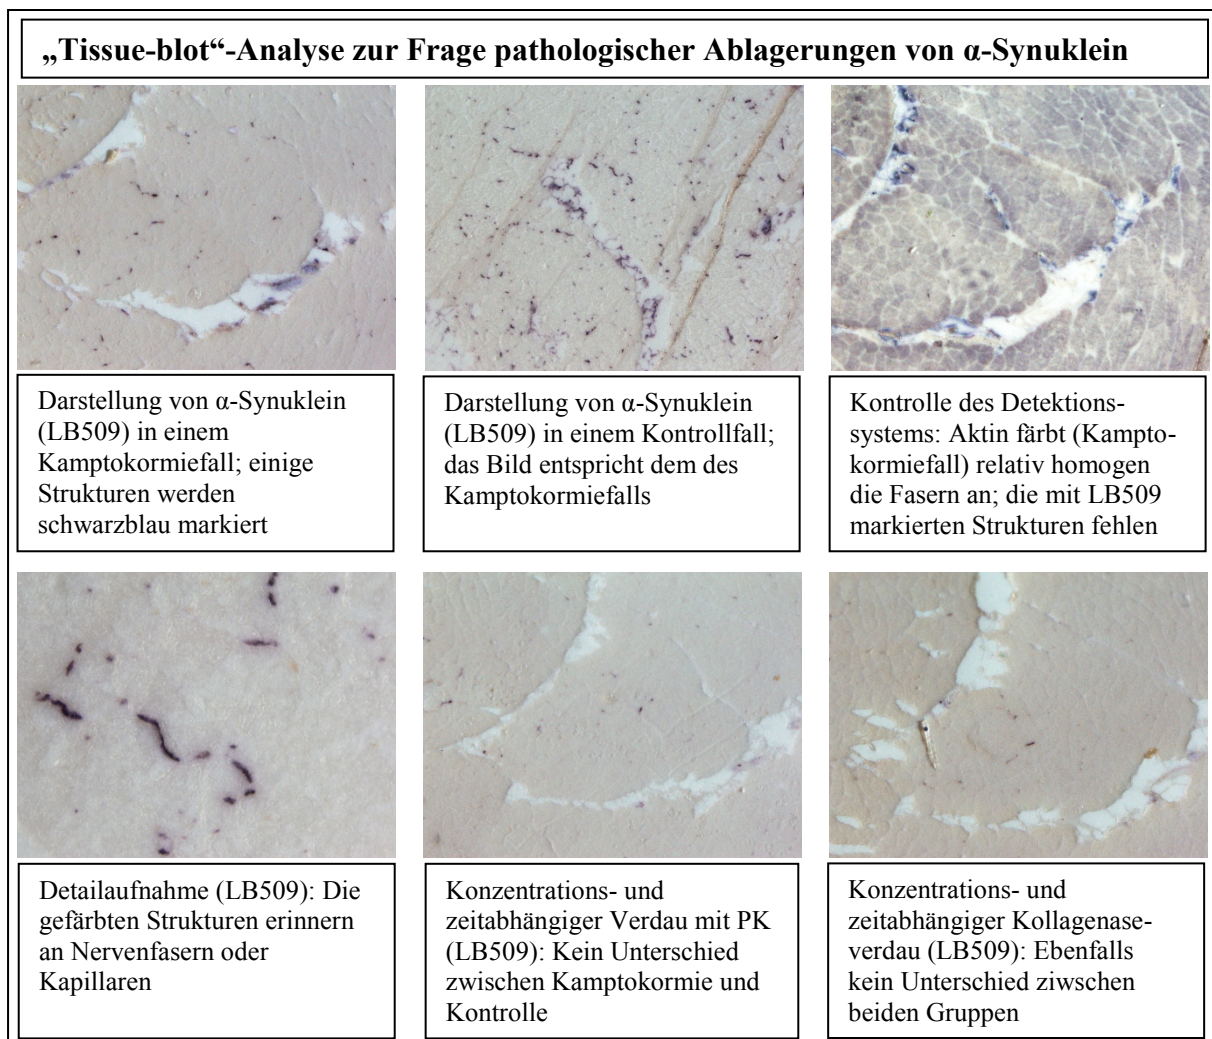 „Tissue-blot“-Analyse zur Frage pathologischer Ablagerungen von α-Synuklein
Darstellung von α-Synuklein
(LB509) in einem
Kamptokormiefall; einige
Strukturen werden
schwarzblau markiert
Darstellung von α-Synuklein
(LB509) in einem Kontrollfall;
das Bild entspricht dem des
Kamptokormiefalls
Kontrolle des Detektions-
systems: Aktin färbt (Kampto-
kormiefall) relativ homogen
die Fasern an; die mit LB509
markierten Strukturen fehlen
Detailaufnahme (LB509): Die
gefärbten Strukturen erinnern
an Nervenfasern oder
Kapillaren
Konzentrations- und
zeitabhängiger Verdau mit PK
(LB509): Kein Unterschied
zwischen Kamptokormie und
Kontrolle
Konzentrations- und
zeitabhängiger Kollagenase-
verdau (LB509): Ebenfalls
kein Unterschied ziwschen
beiden Gruppen